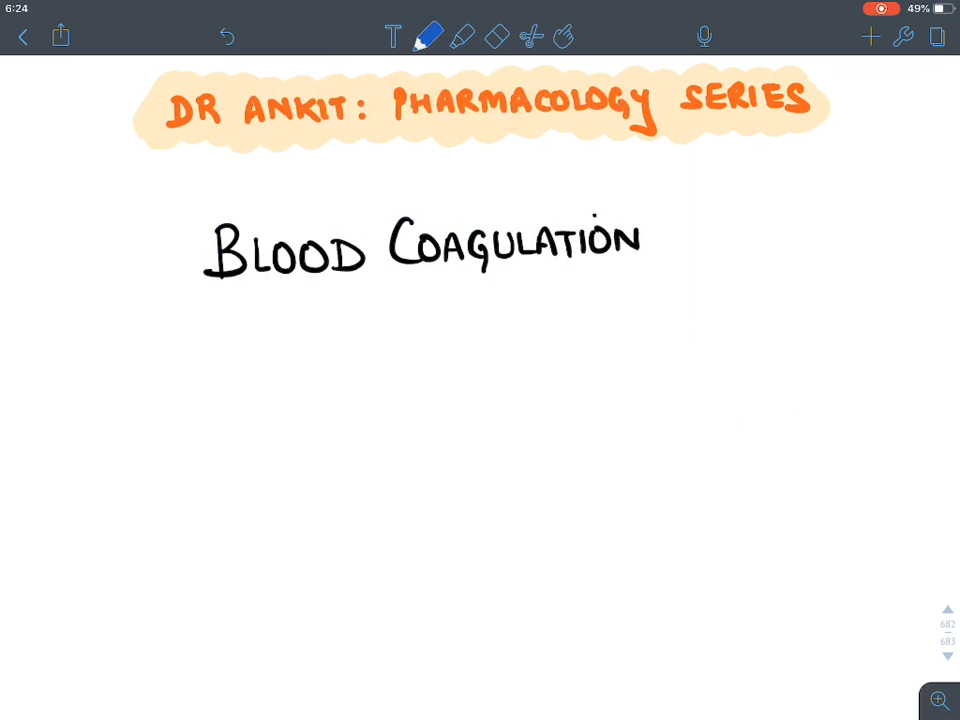 6:24
49%
T
DR ANKIT: PHARMACOLOGY SERIES
BLOOD COAGULATION
682
683